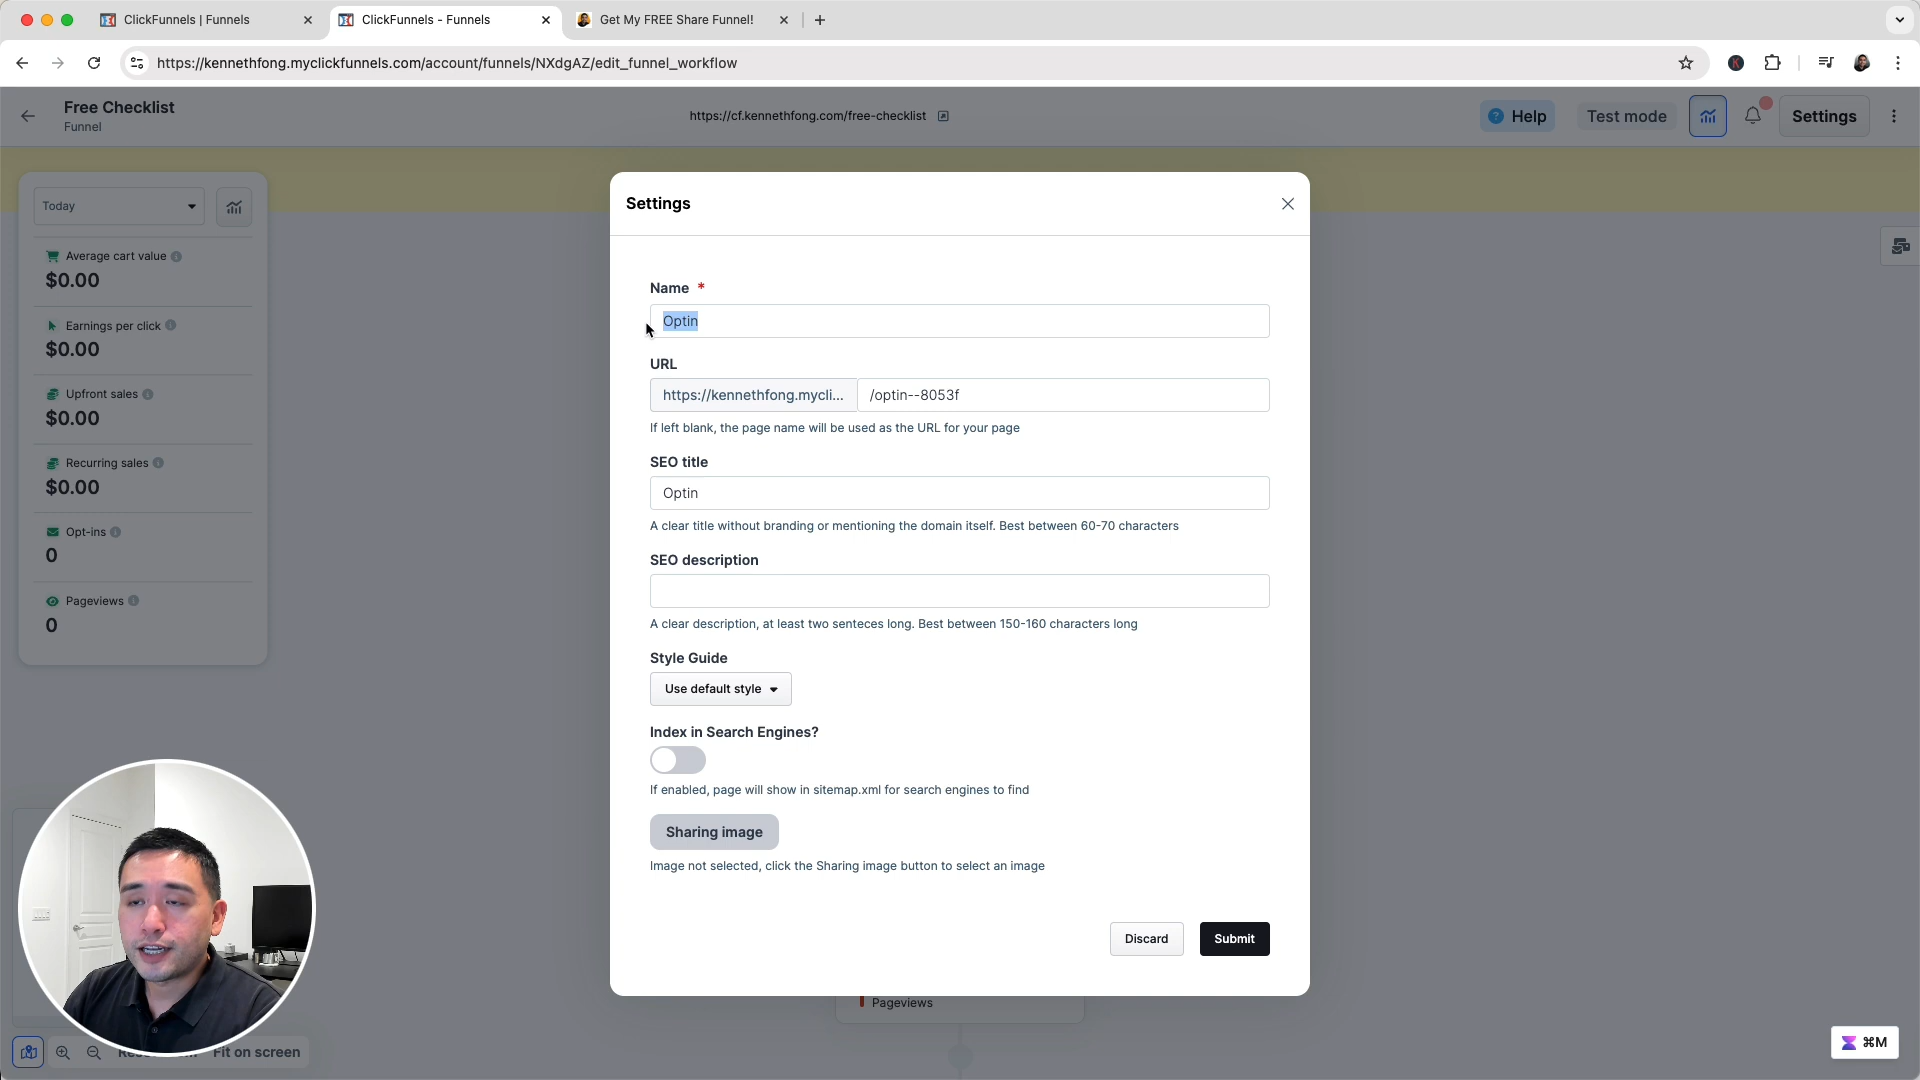 ClickFunnels | Funnels
ClickFunnels - Funnels
Get My FREE Share Funnel!
https://kennethfong.myclickfunnels.com/account/funnels/NXdgAZ/edit_funnel_workflow
Free Checklist
Funnel
https://cf.kennethfong.com/free-checklist
Help
Test mode
Settings
Today
Average cart value
$0.00
Earnings per click
$0.00
Upfront sales
$0.00
Recurring sales
$0.00
Opt-ins
0
Pageviews
0
Settings
Name *
Optin
URL
https://kennethfong.mycli...
/optin--8053f
If left blank, the page name will be used as the URL for your page
SEO title
Optin
A clear title without branding or mentioning the domain itself. Best between 60-70 characters
SEO description
A clear description, at least two senteces long. Best between 150-160 characters long
Style Guide
Use default style
Index in Search Engines?
If enabled, page will show in sitemap.xml for search engines to find
Sharing image
Image not selected, click the Sharing image button to select an image
Discard
Submit
Pageviews
Fit on screen
⌘M